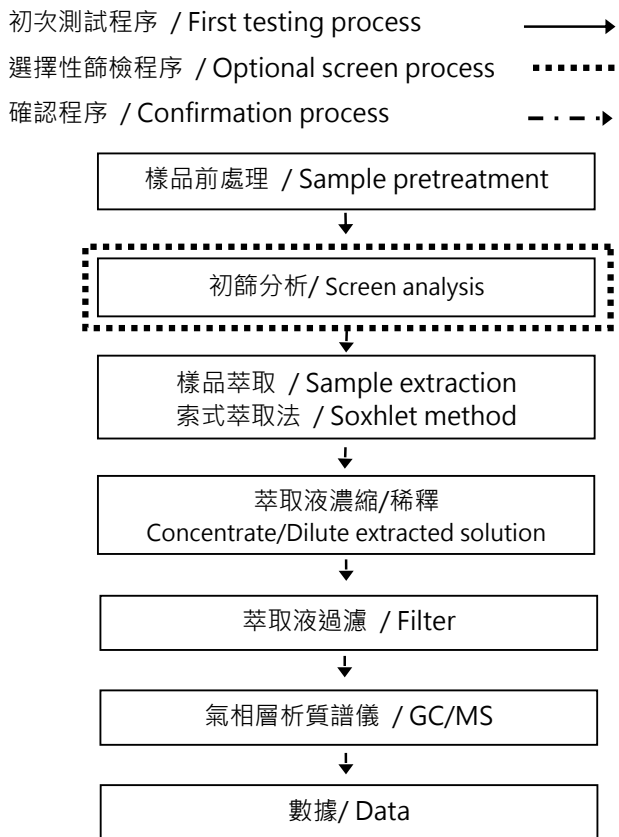 初次測試程序 / First testing process
選擇性篩檢程序 / Optional screen process
確認程序 / Confirmation process
樣品前處理 / Sample pretreatment
初篩分析/ Screen analysis
樣品萃取 / Sample extraction
索式萃取法 / Soxhlet method
萃取液濃縮/稀釋
Concentrate/Dilute extracted solution
萃取液過濾 / Filter
氣相層析質譜儀 / GC/MS
數據/ Data